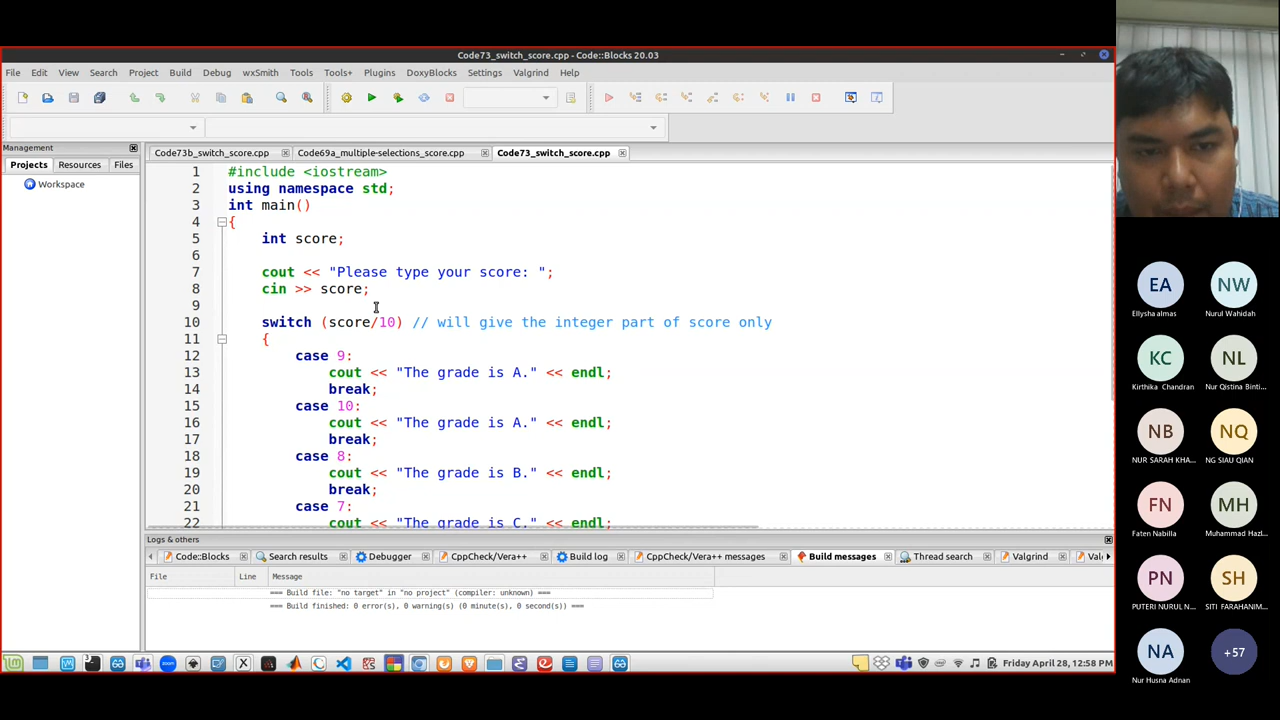 Code73_switch_score.cpp - Code::Blocks 20.03
File Edit View Search Project Build Debug wxSmith Tools Tools+ Plugins DoxyBlocks Settings Valgrind Help
Management
Code73b_switch_score.cpp Code69a_multiple-selections_score.cpp Code73_switch_score.cpp
Projects Resources Files
Workspace
1 #include <iostream>
2 using namespace std;
3 int main()
4 {
5 int score;
6
7 cout << "Please type your score: ";
8 cin >> score;
9
10 switch (score/10) // will give the integer part of score only
11 {
12 case 9:
13 cout << "The grade is A." << endl;
14 break;
15 case 10:
16 cout << "The grade is A." << endl;
17 break;
18 case 8:
19 cout << "The grade is B." << endl;
20 break;
21 case 7:
22 cout << "The grade is C." << endl;
Logs & others
Code::Blocks Search results Debugger CppCheck/Vera++ Build log CppCheck/Vera++ messages Build messages Thread search Valgrind Val
File Line Message
=== Build file: "no target" in "no project" (compiler: unknown) ===
=== Build finished: 0 error(s), 0 warning(s) (0 minute(s), 0 second(s)) ===
Friday April 28, 12:58 PM
EA NW
Ellysha almas Nurul Wahidah
KC NL
Kirthika Chandran Nur Qistina Binti...
NB NQ
NUR SARAH KHA... NG SIAU QIAN
FN MH
Faten Nabilla Muhammad Hazi...
PN SH
PUTERI NURUL N... SITI FARAHANIM...
NA +57
Nur Husna Adnan